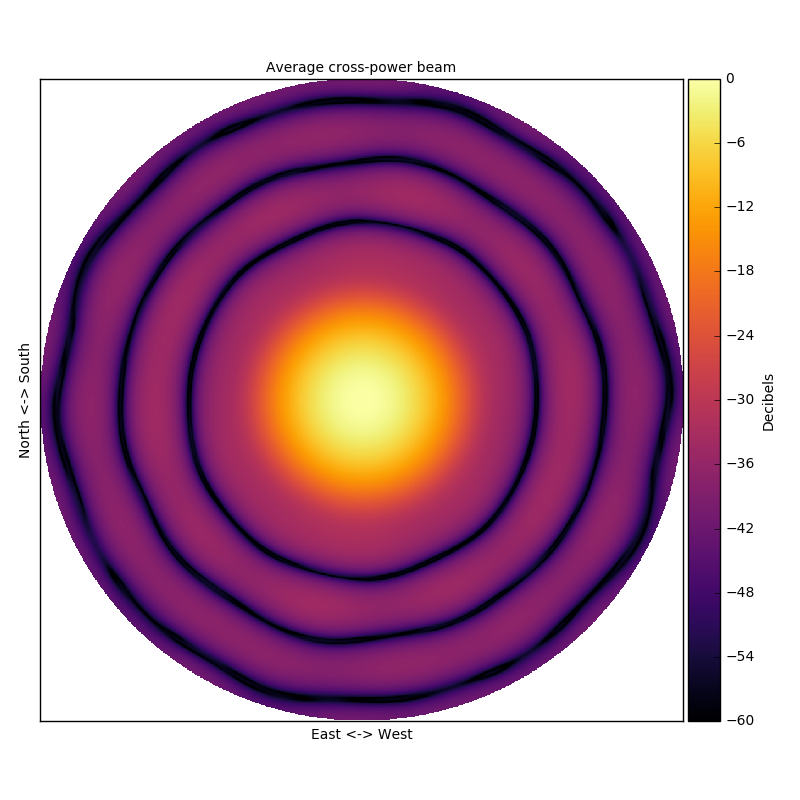 Average cross-power beam
North <-> South
East <-> West
0
−6
−12
−18
−24
−30
−36
−42
−48
−54
−60
Decibels